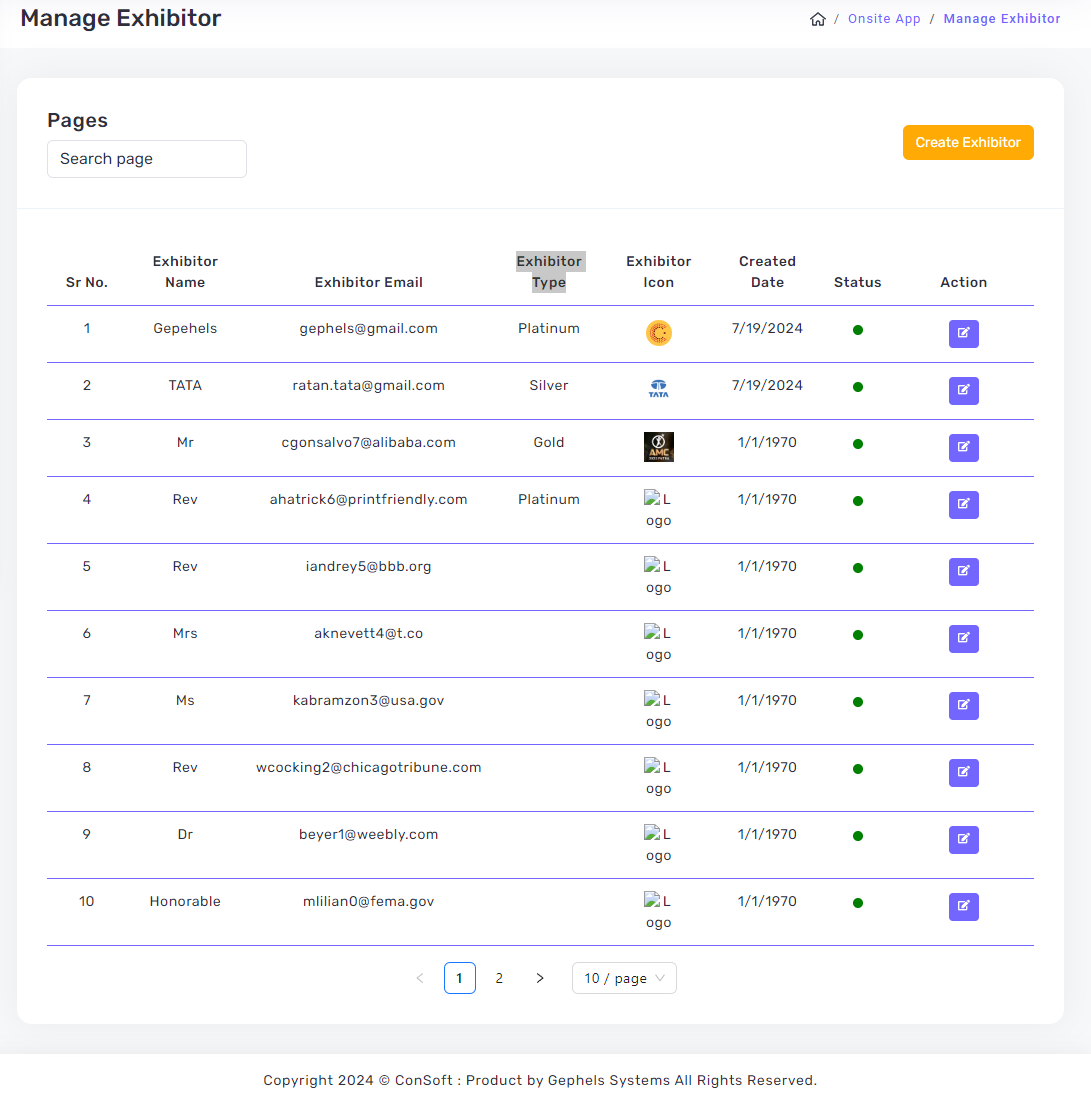 Manage Exhibitor
/ Onsite App / Manage Exhibitor
Pages
Search page
Create Exhibitor
Sr No. Exhibitor Name Exhibitor Email Exhibitor Type Exhibitor Icon Created Date Status Action
1 Gepehels gephels@gmail.com Platinum 7/19/2024
2 TATA ratan.tata@gmail.com Silver TATA 7/19/2024
3 Mr cgonsalvo7@alibaba.com Gold AMC 1/1/1970
4 Rev ahatrick6@printfriendly.com Platinum Logo 1/1/1970
5 Rev iandrey5@bbb.org Logo 1/1/1970
6 Mrs aknevett4@t.co Logo 1/1/1970
7 Ms kabramzon3@usa.gov Logo 1/1/1970
8 Rev wcocking2@chicagotribune.com Logo 1/1/1970
9 Dr beyer1@weebly.com Logo 1/1/1970
10 Honorable mlilian0@fema.gov Logo 1/1/1970
< 1 2 > 10 / page
Copyright 2024 © ConSoft : Product by Gephels Systems All Rights Reserved.